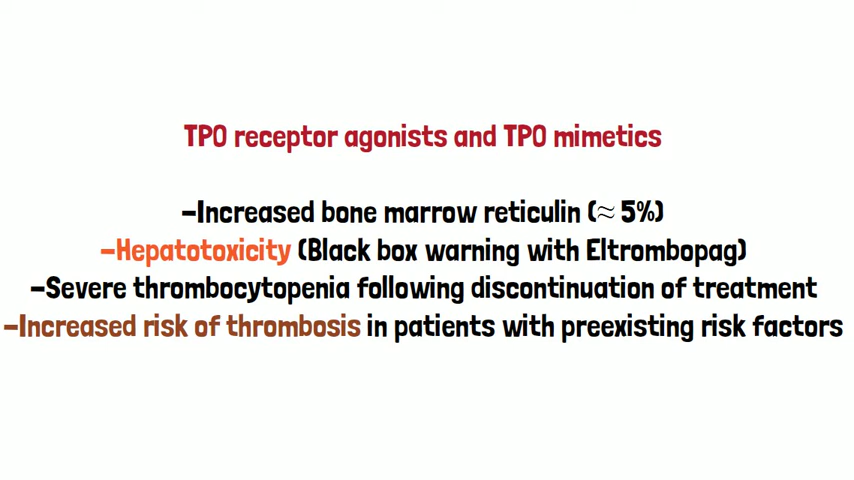 TPO receptor agonists and TPO mimetics
-Increased bone marrow reticulin (≈ 5%)
-Hepatotoxicity (Black box warning with Eltrombopag)
-Severe thrombocytopenia following discontinuation of treatment
-Increased risk of thrombosis in patients with preexisting risk factors